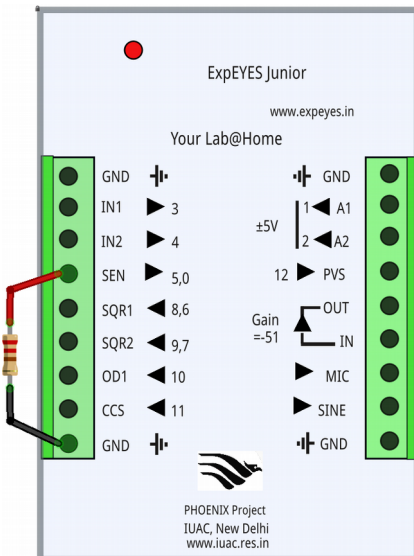 ExpEYES Junior
www.expeyes.in
Your Lab@Home
GND
IN1 3
IN2 4
SEN 5,0
SQR1 8,6
SQR2 9,7
OD1 10
CCS 11
GND
GND
1 A1
±5V
2 A2
12 PVS
OUT
Gain
=-51
IN
MIC
SINE
GND
PHOENIX Project
IUAC, New Delhi
www.iuac.res.in